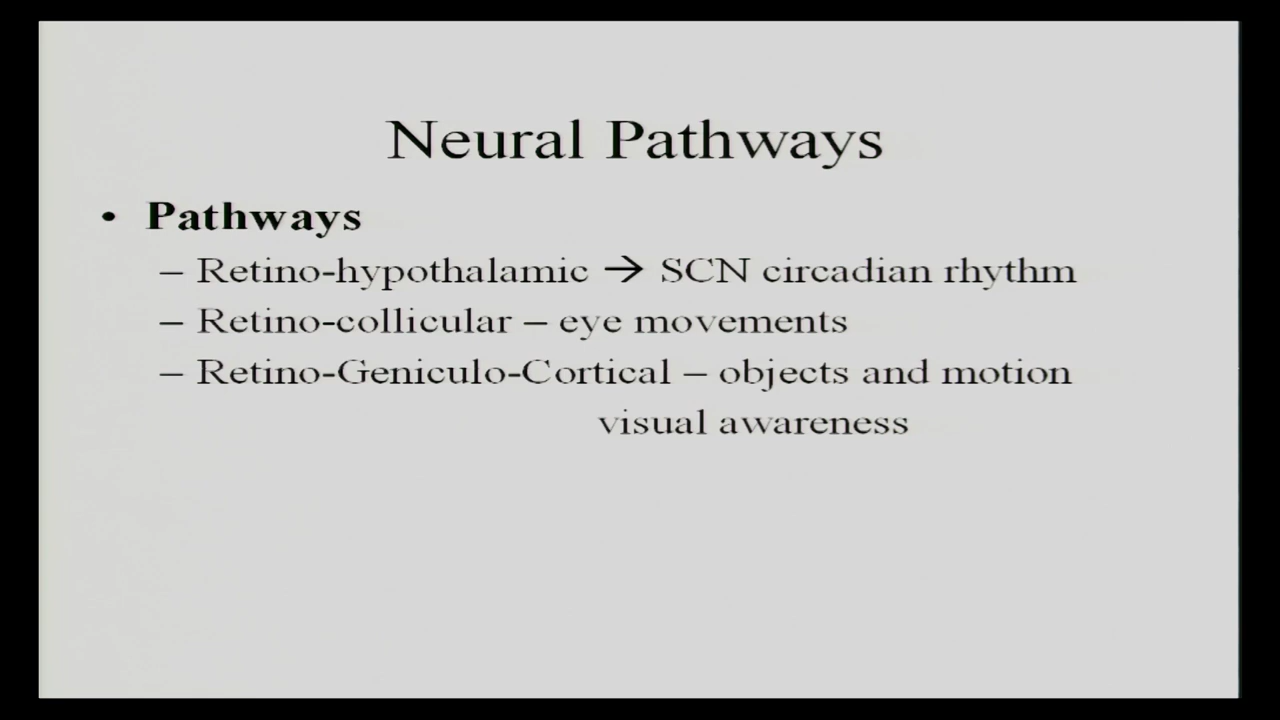 Neural Pathways
• Pathways
– Retino-hypothalamic → SCN circadian rhythm
– Retino-collicular – eye movements
– Retino-Geniculo-Cortical – objects and motion
visual awareness